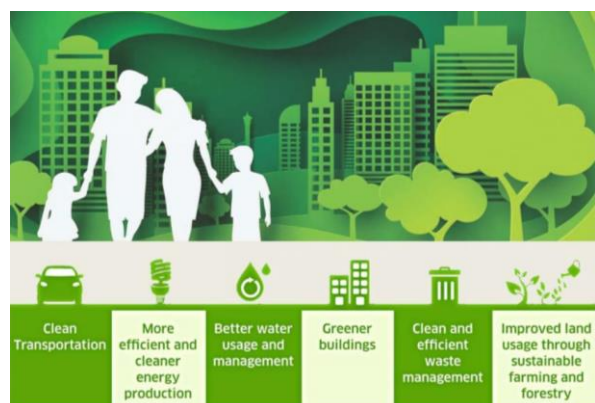 Clean
Transportation
More
efficient and
cleaner
energy
production
Better water
usage and
management
Greener
buildings
Clean and
efficient
waste
management
Improved land
usage through
sustainable
farming and
forestry